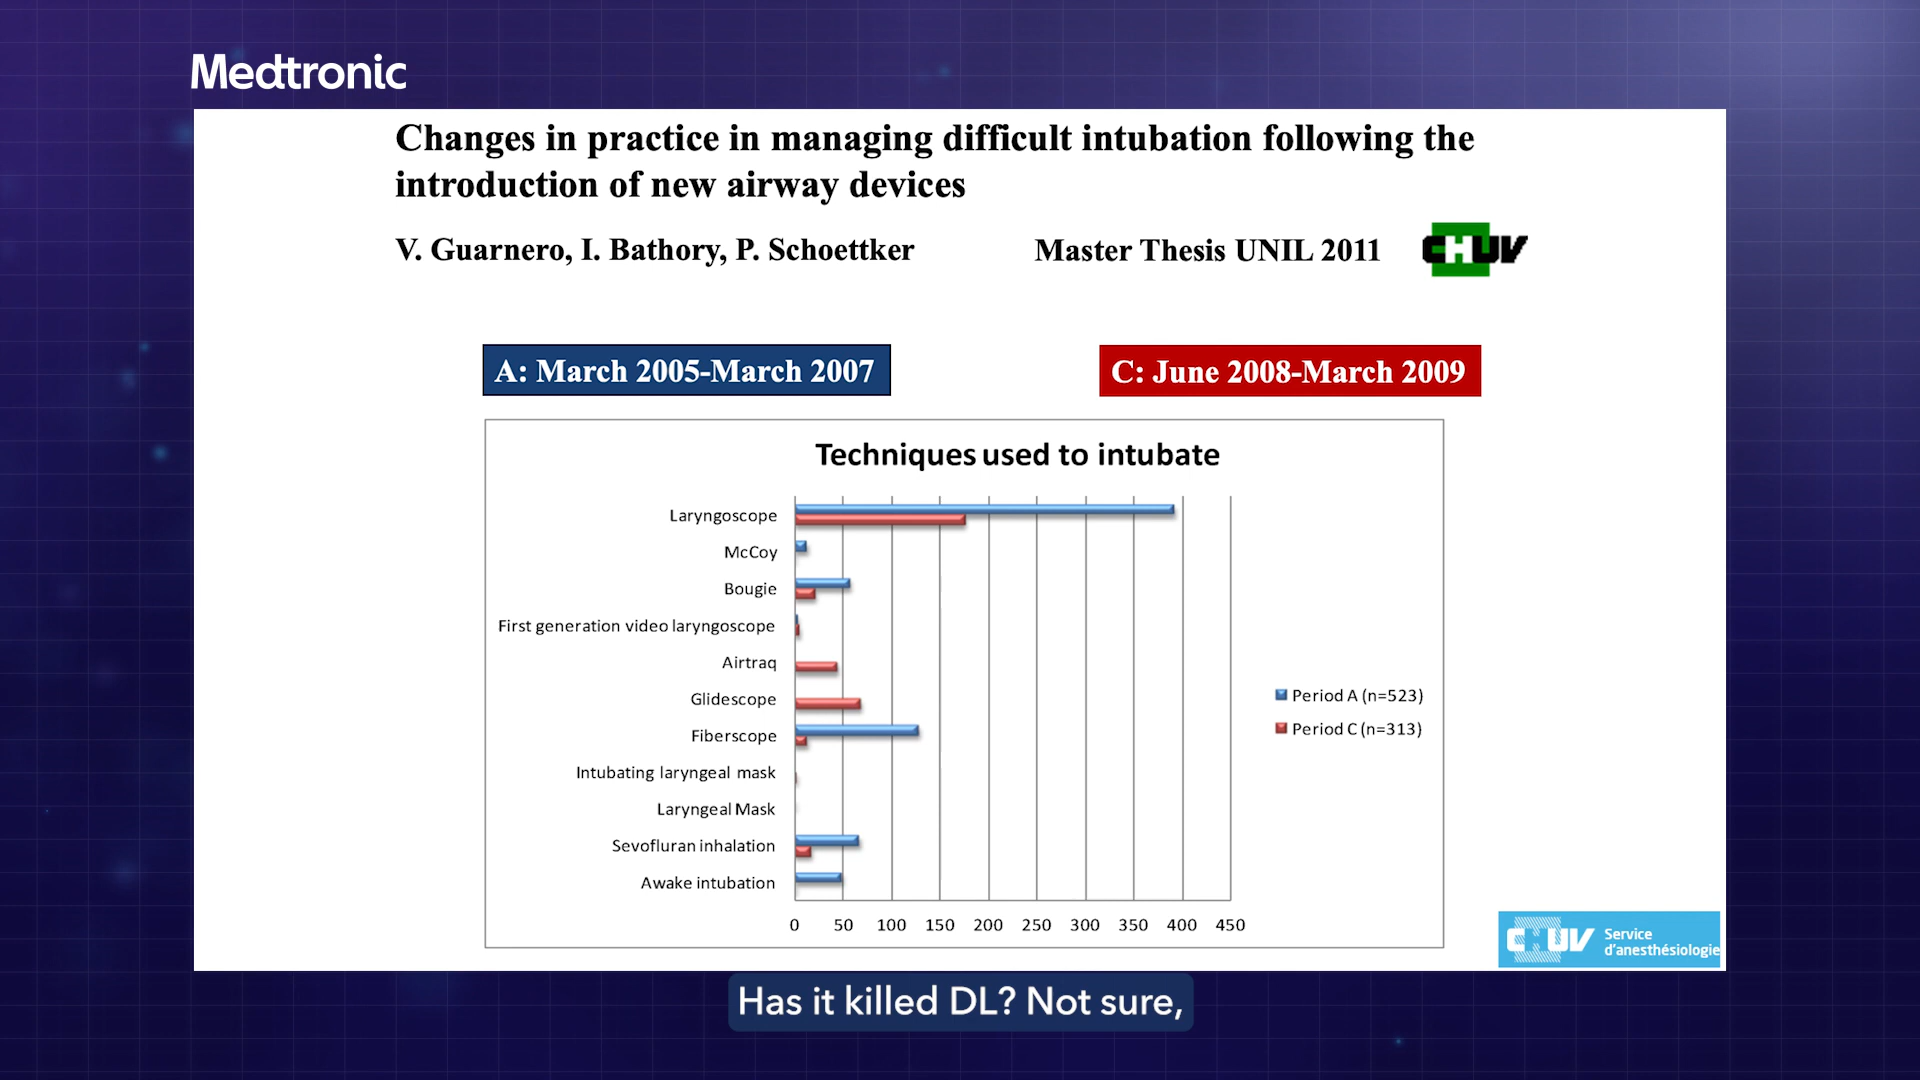 Medtronic
Changes in practice in managing difficult intubation following the
introduction of new airway devices
V. Guarnero, I. Bathory, P. Schoettker
Master Thesis UNIL 2011
CHUV
A: March 2005-March 2007
C: June 2008-March 2009
Techniques used to intubate
Laryngoscope
McCoy
Bougie
First generation video laryngoscope
Airtraq
Glidescope
Fiberscope
Intubating laryngeal mask
Laryngeal Mask
Sevofluran inhalation
Awake intubation
0 50 100 150 200 250 300 350 400 450
Period A (n=523)
Period C (n=313)
CHUV
Service
d'anesthésiologie
Has it killed DL? Not sure,